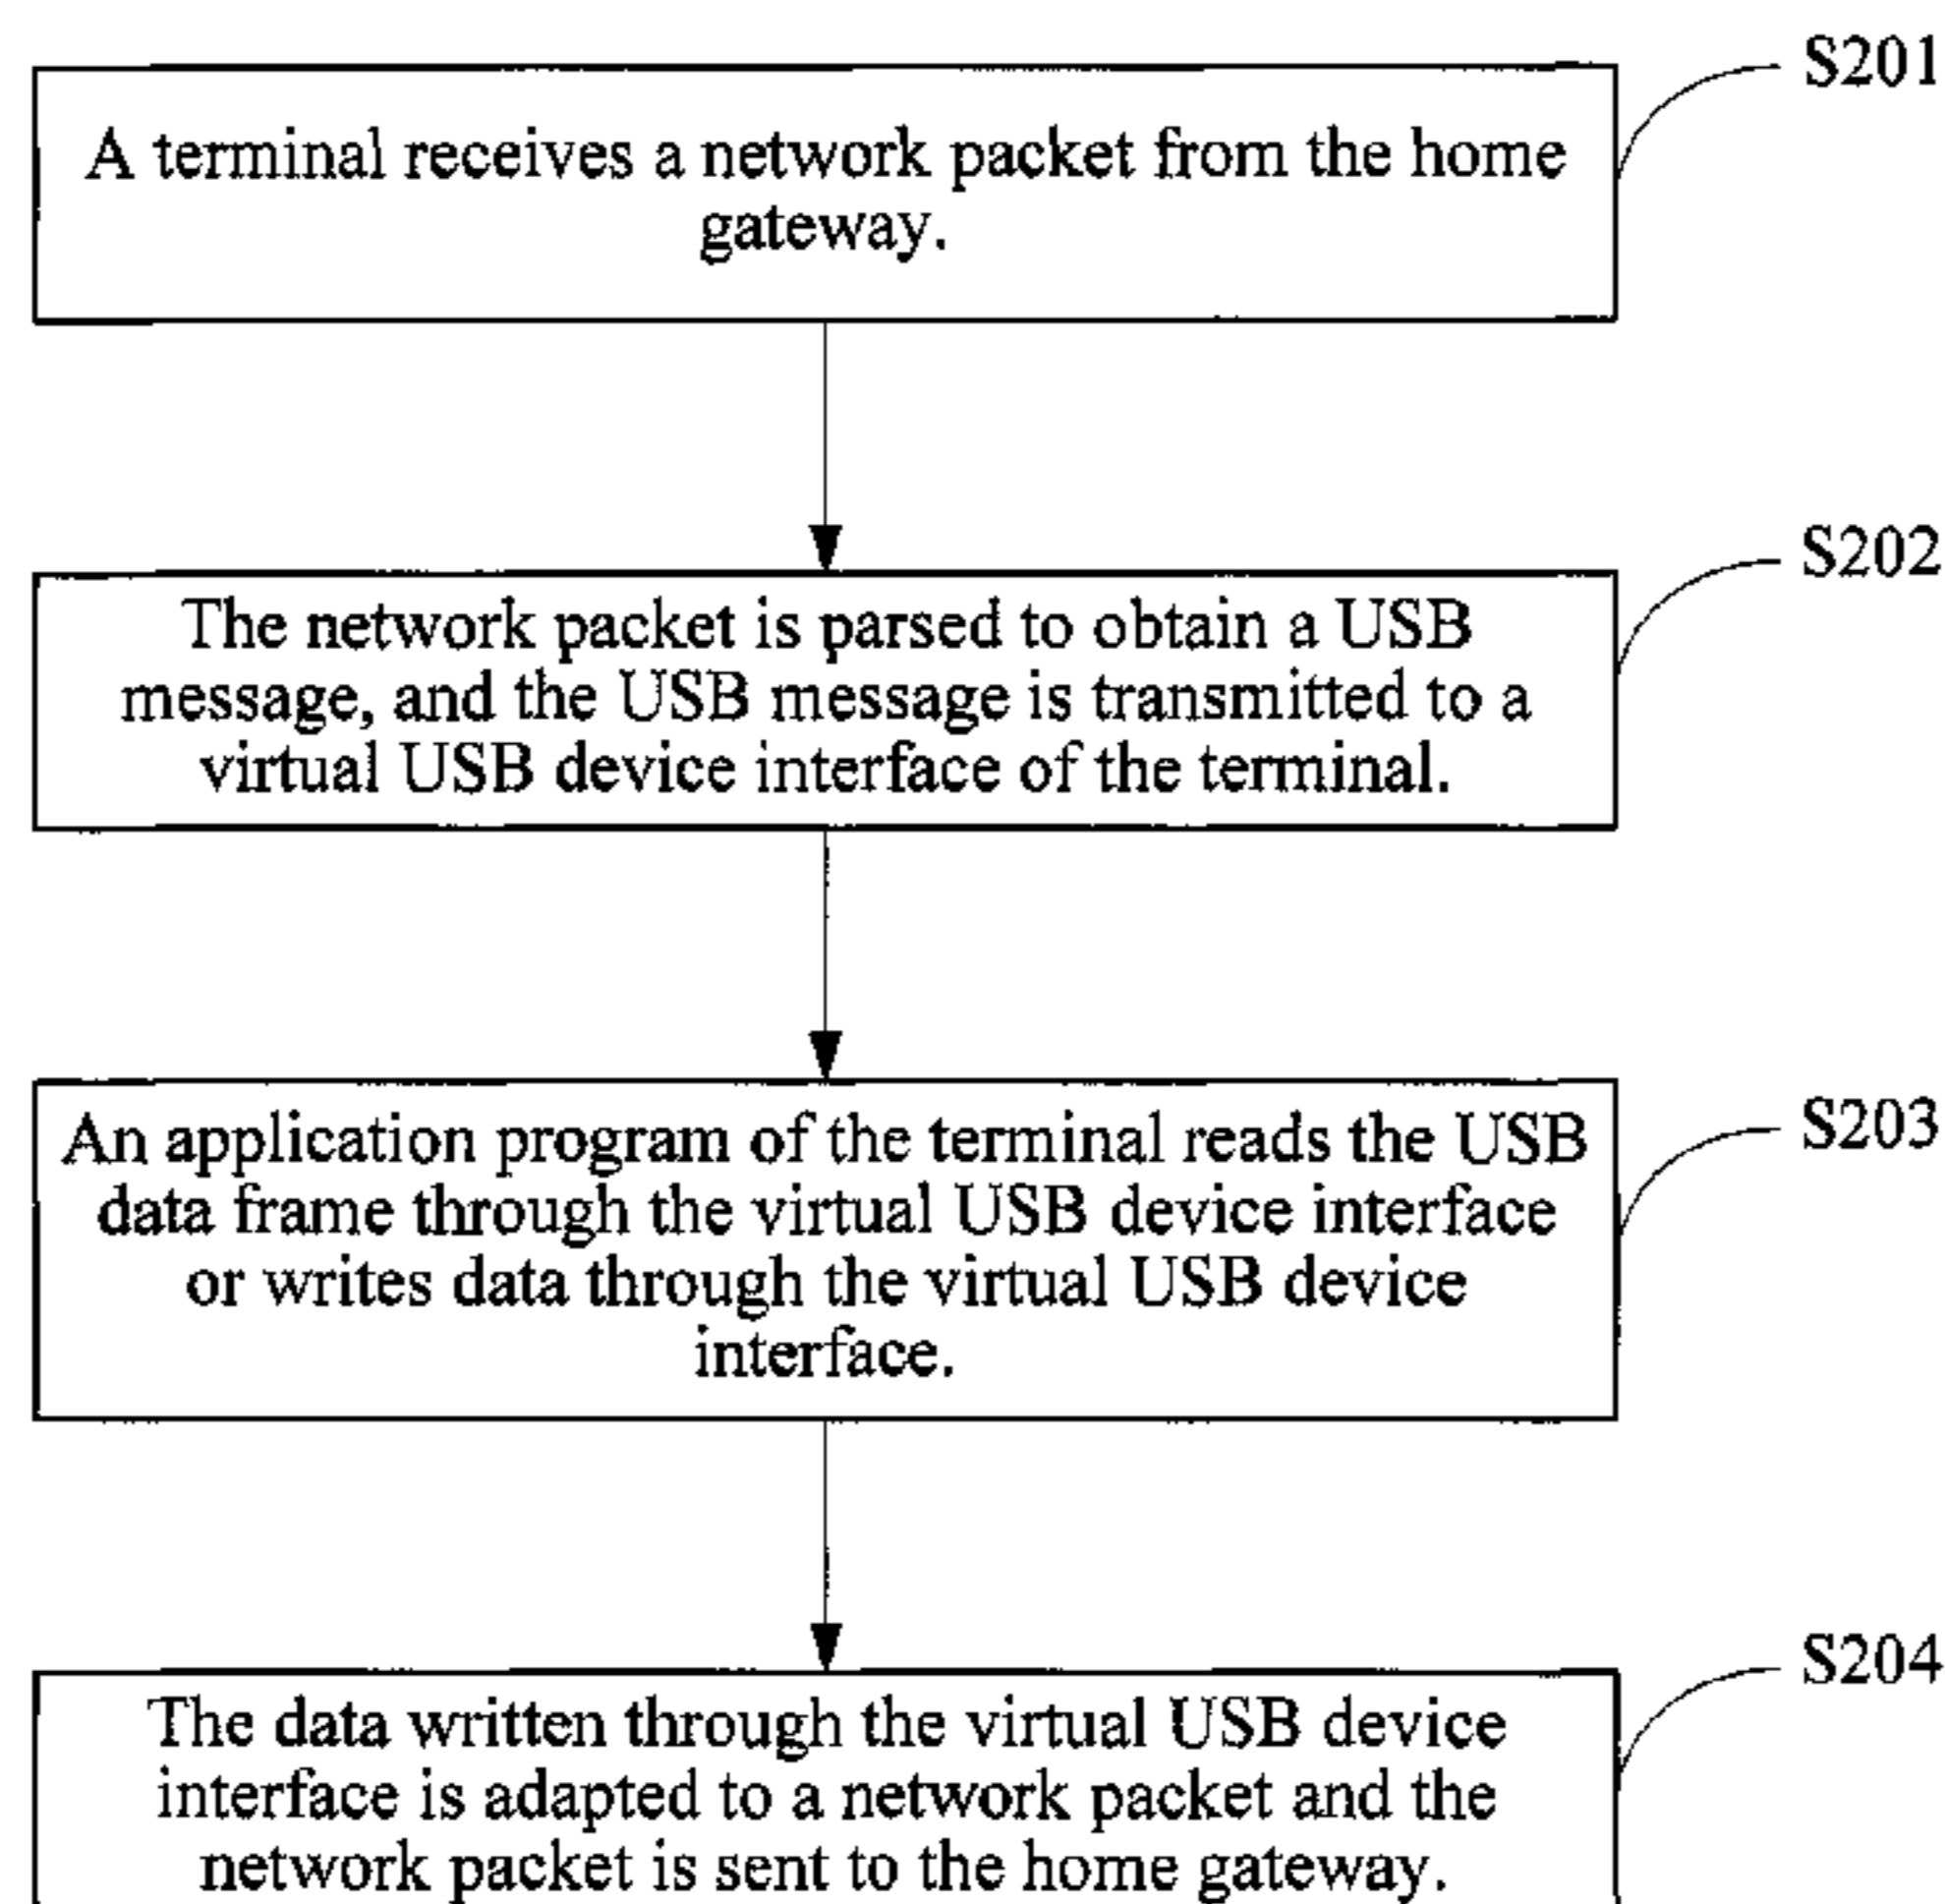 S201
A terminal receives a network packet from the home
gateway.
S202
The network packet is parsed to obtain a USB
message, and the USB message is transmitted to a
virtual USB device interface of the terminal.
S203
An application program of the terminal reads the USB
data frame through the virtual USB device interface
or writes data through the virtual USB device
interface.
S204
The data written through the virtual USB device
interface is adapted to a network packet and the
network packet is sent to the home gateway.